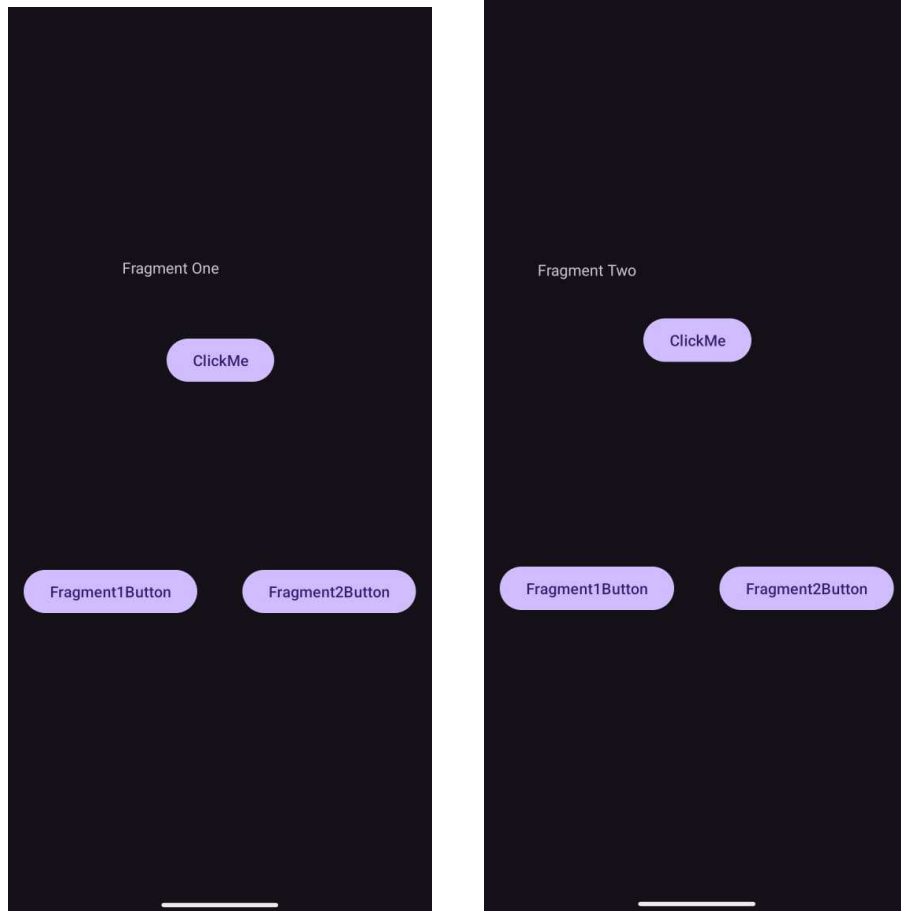 Fragment One
ClickMe
Fragment1Button
Fragment2Button
Fragment Two
ClickMe
Fragment1Button
Fragment2Button